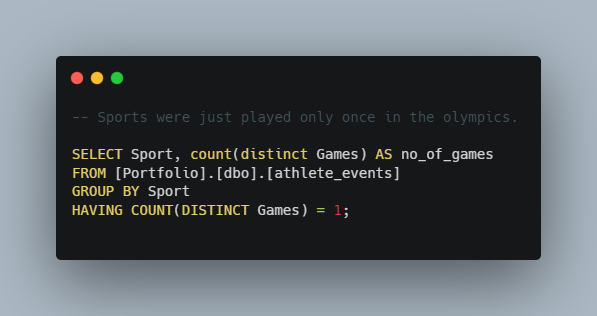 -- Sports were just played only once in the olympics.
SELECT Sport, count(distinct Games) AS no_of_games
FROM [Portfolio].[dbo].[athlete_events]
GROUP BY Sport
HAVING COUNT(DISTINCT Games) = 1;